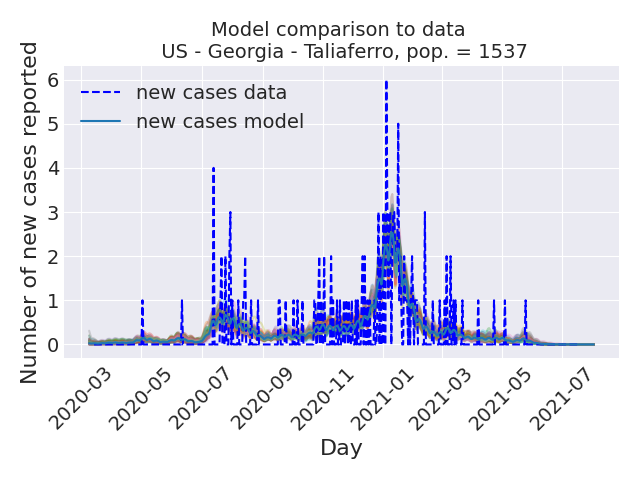 Model comparison to data
US - Georgia - Taliaferro, pop. = 1537
Number of new cases reported
6
5
4
3
2
1
0
new cases data
new cases model
2020-03
2020-05
2020-07
2020-09
2020-11
2021-01
2021-03
2021-05
2021-07
Day